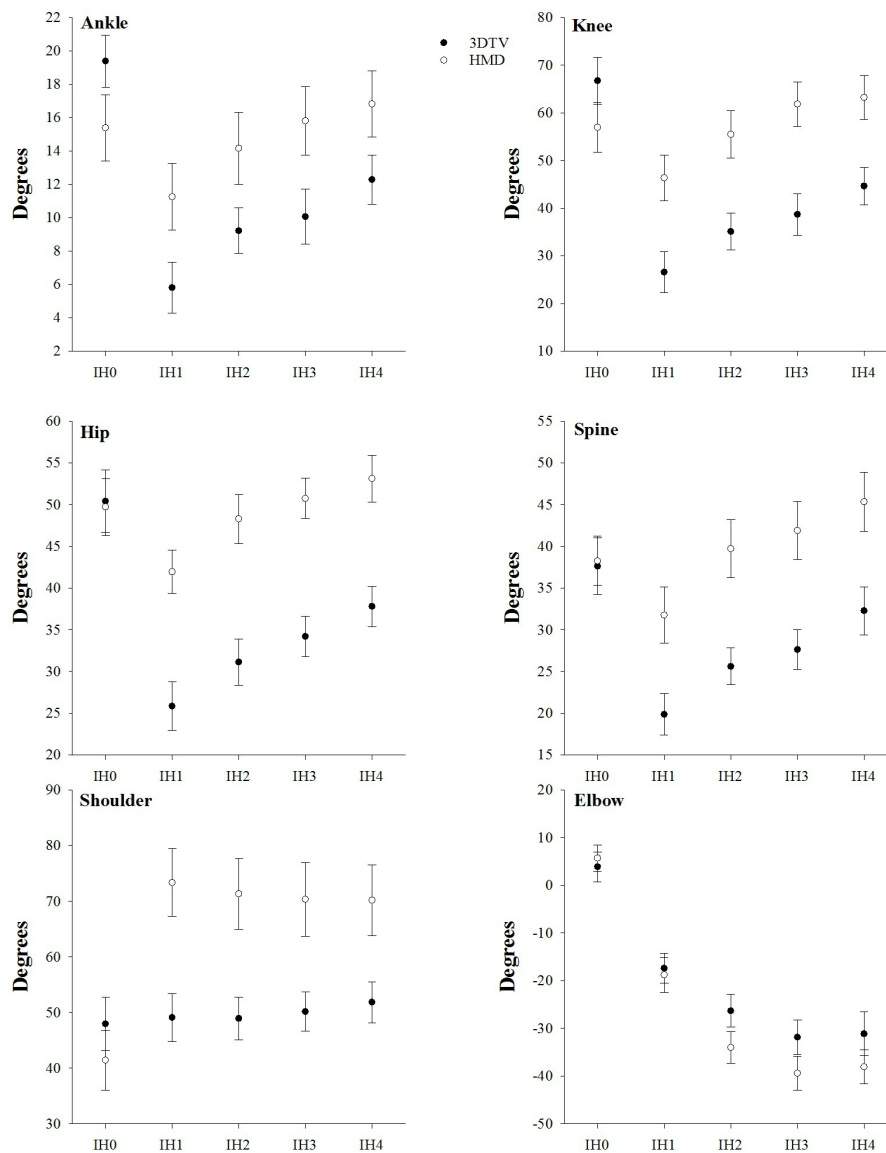 Ankle
22
20
18
16
14
12
10
8
6
4
2
Degrees
IH0 IH1 IH2 IH3 IH4
3DTV
HMD
Knee
80
70
60
50
40
30
20
10
Degrees
IH0 IH1 IH2 IH3 IH4
Hip
60
55
50
45
40
35
30
25
20
Degrees
IH0 IH1 IH2 IH3 IH4
Spine
55
50
45
40
35
30
25
20
15
Degrees
IH0 IH1 IH2 IH3 IH4
Shoulder
90
80
70
60
50
40
30
Degrees
IH0 IH1 IH2 IH3 IH4
Elbow
20
10
0
-10
-20
-30
-40
-50
Degrees
IH0 IH1 IH2 IH3 IH4